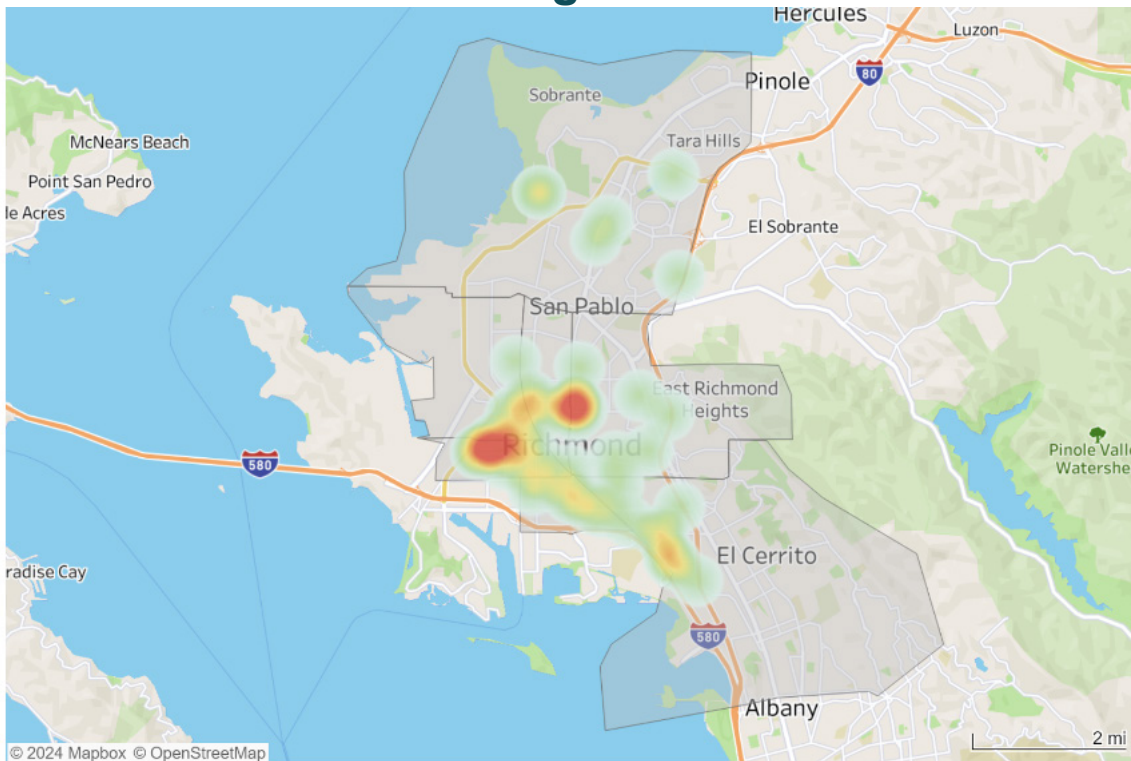 Hercules
Luzon
80
Pinole
Sobrante
McNears Beach
Tara Hills
Point San Pedro
le Acres
El Sobrante
San Pablo
East Richmond
Heights
Richmond
580
Pinole Valle
Watershe
El Cerrito
radise Cay
580
Albany
2 mi
© 2024 Mapbox © OpenStreetMap